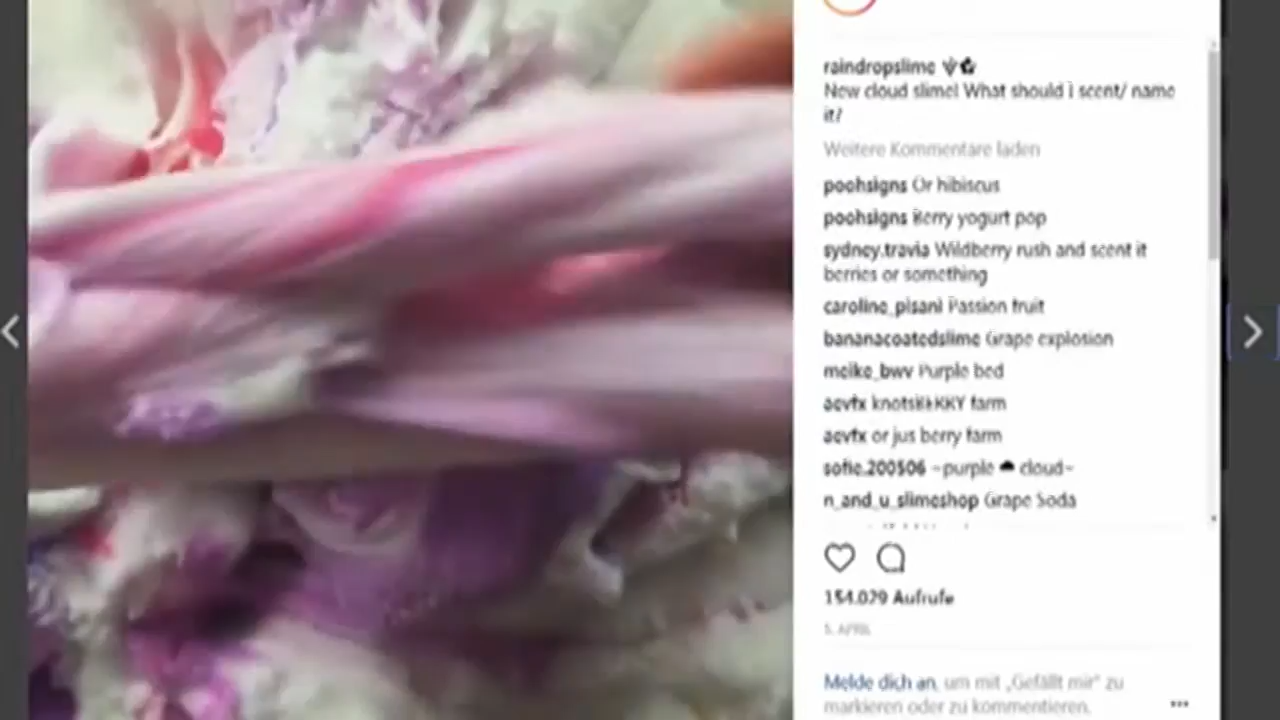 raindropslime
New cloud slime! What should i scent/ name
it?
Weitere Kommentare laden
poohsigns Or hibiscus
poohsigns Berry yogurt pop
sydney.travia Wildberry rush and scent it
berries or something
caroline_pisani Passion fruit
bananacoatedslime Grape explosion
meike_bwv Purple bed
aevfx farm
aevfx or jus berry farm
sofie.200506 ~purple ☁ cloud~
n_and_u_slimeshop Grape Soda
154.029 Aufrufe
5. APRIL
Melde dich an, um mit „Gefällt mir“ zu
markieren oder zu kommentieren.